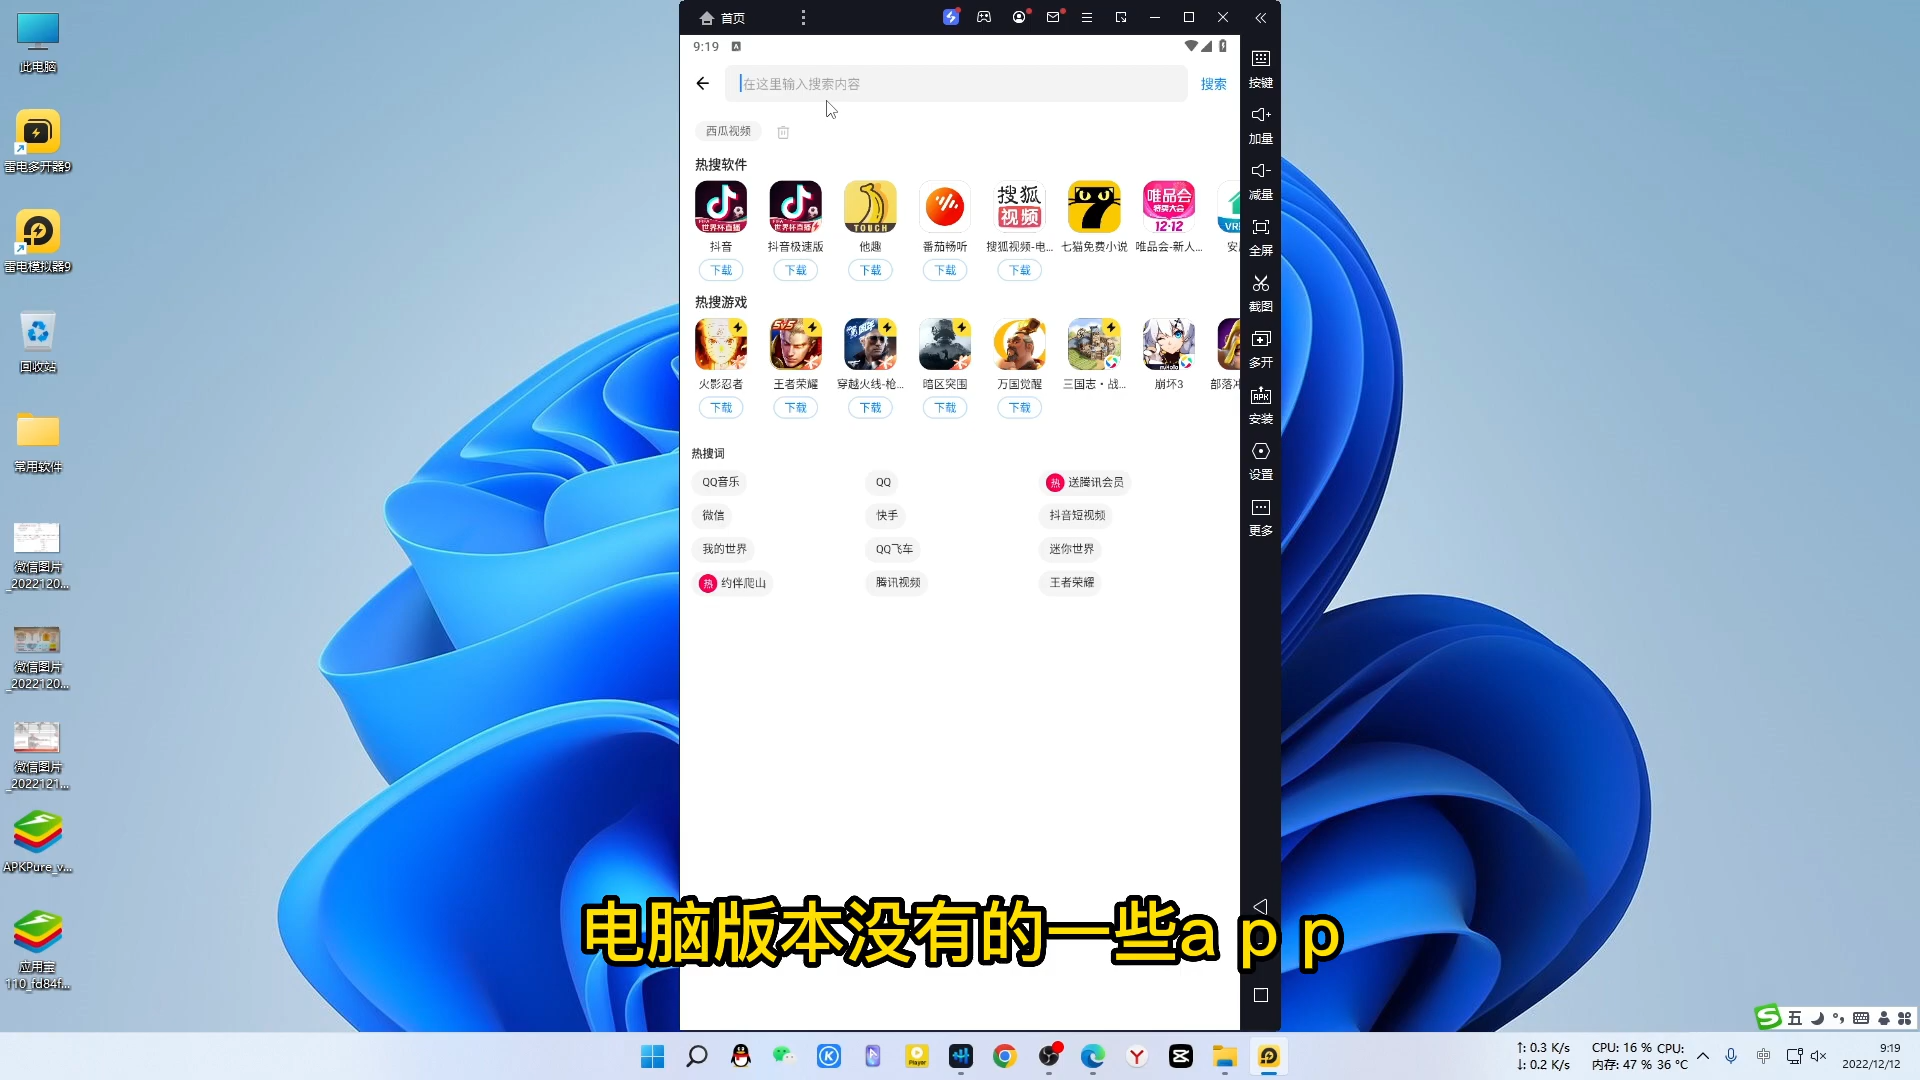 首页
9:19
在这里输入搜索内容
搜索
西瓜视频
热搜软件
抖音
抖音极速版
他趣
番茄畅听
搜狐视频-电...
七猫免费小说
唯品会-新人...
下载 下载 下载 下载 下载
热搜游戏
火影忍者
王者荣耀
穿越火线-枪...
暗区突围
万国觉醒
三国志·战...
崩坏3
下载 下载 下载 下载 下载
热搜词
QQ音乐
QQ
热 送腾讯会员
微信
快手
抖音短视频
我的世界
QQ飞车
迷你世界
热 约伴爬山
腾讯视频
王者荣耀
按键
加量
减量
全屏
截图
多开
安装
设置
更多
此电脑
雷电多开器9
雷电模拟器9
回收站
常用软件
微信图片
_2022120...
微信图片
_2022120...
微信图片
_2022121...
APKPure_v...
应用宝
110_fd84f...
电脑版本没有的一些app
五
↑: 0.3 K/s
↓: 0.2 K/s
CPU: 16 % CPU:
内存: 47 % 36 °C
中
9:19
2022/12/12